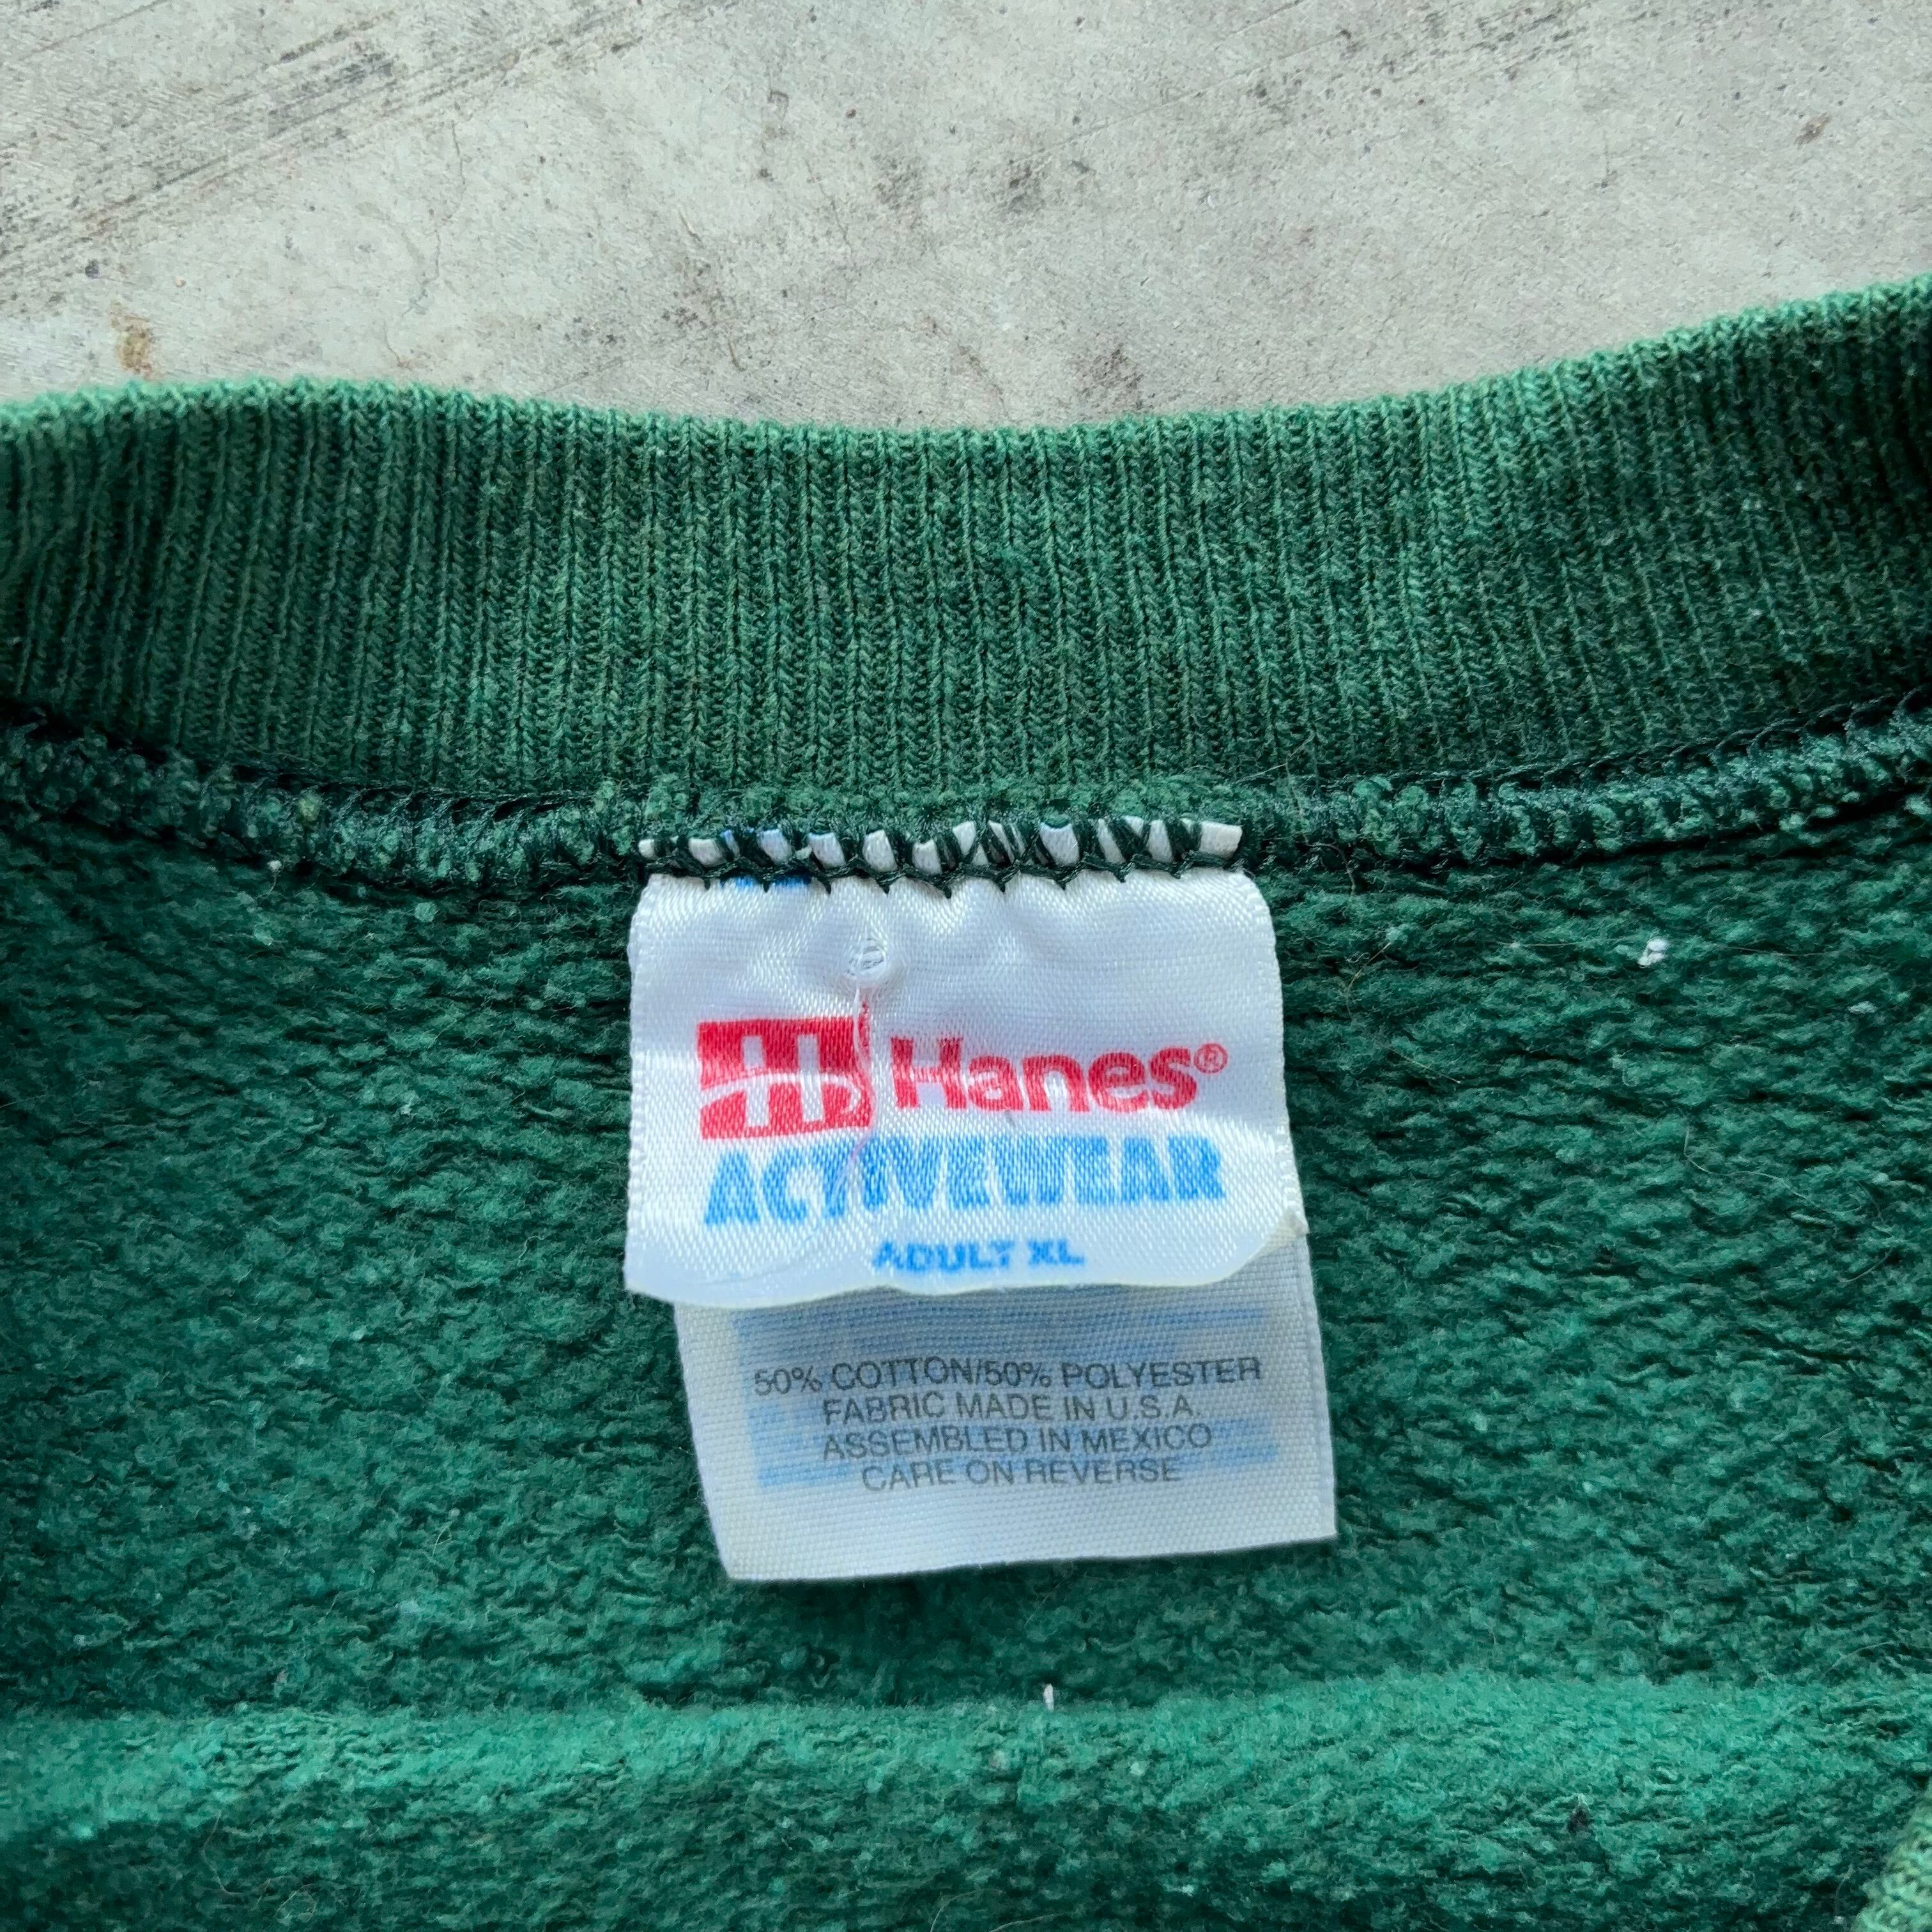 H Hanes®
ACTIVEWEAR
ADULT XL
50% COTTON/50% POLYESTER
FABRIC MADE IN U.S.A.
ASSEMBLED IN MEXICO
CARE ON REVERSE